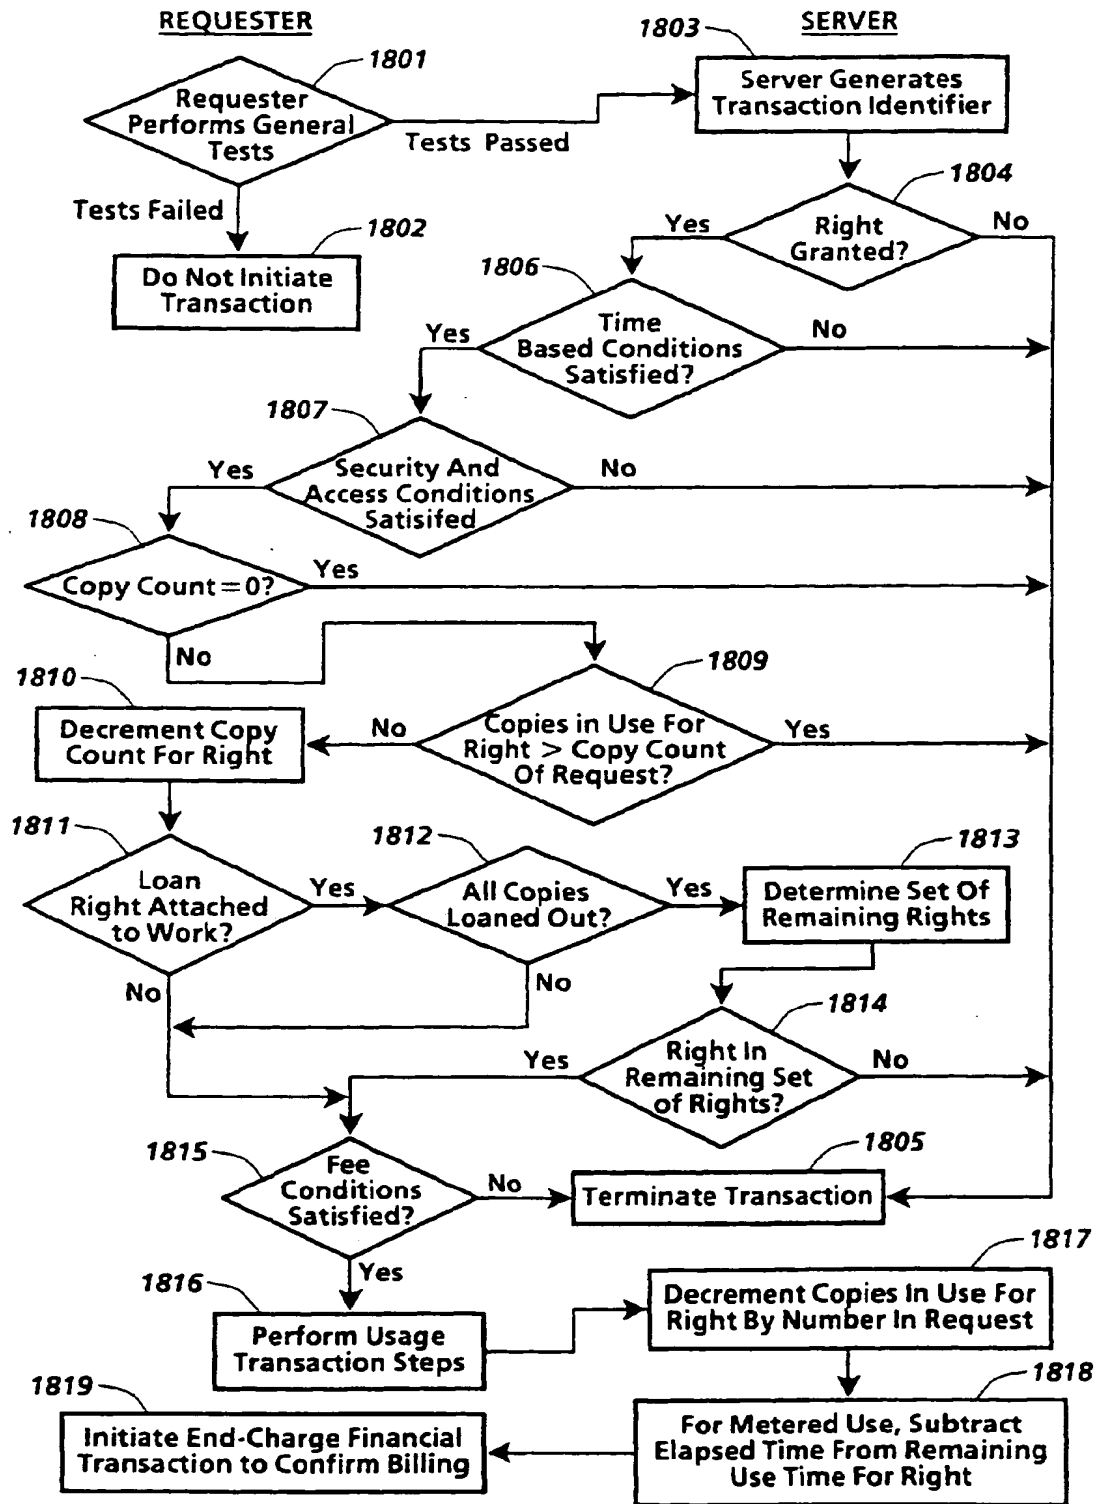 REQUESTER
SERVER
1801
Requester
Performs General
Tests
Tests Passed
Tests Failed
1802
Do Not Initiate
Transaction
1803
Server Generates
Transaction Identifier
1804
Right
Granted?
Yes
No
1806
Time
Based Conditions
Satisfied?
Yes
No
1807
Security And
Access Conditions
Satisifed
Yes
No
1808
Copy Count = 0?
Yes
No
1809
Copies in Use For
Right > Copy Count
Of Request?
No
Yes
1810
Decrement Copy
Count For Right
1811
Loan
Right Attached
to Work?
Yes
No
1812
All Copies
Loaned Out?
Yes
No
1813
Determine Set Of
Remaining Rights
1814
Right In
Remaining Set
of Rights?
Yes
No
1815
Fee
Conditions
Satisfied?
No
Yes
1805
Terminate Transaction
1816
Perform Usage
Transaction Steps
1817
Decrement Copies In Use For
Right By Number In Request
1818
For Metered Use, Subtract
Elapsed Time From Remaining
Use Time For Right
1819
Initiate End-Charge Financial
Transaction to Confirm Billing